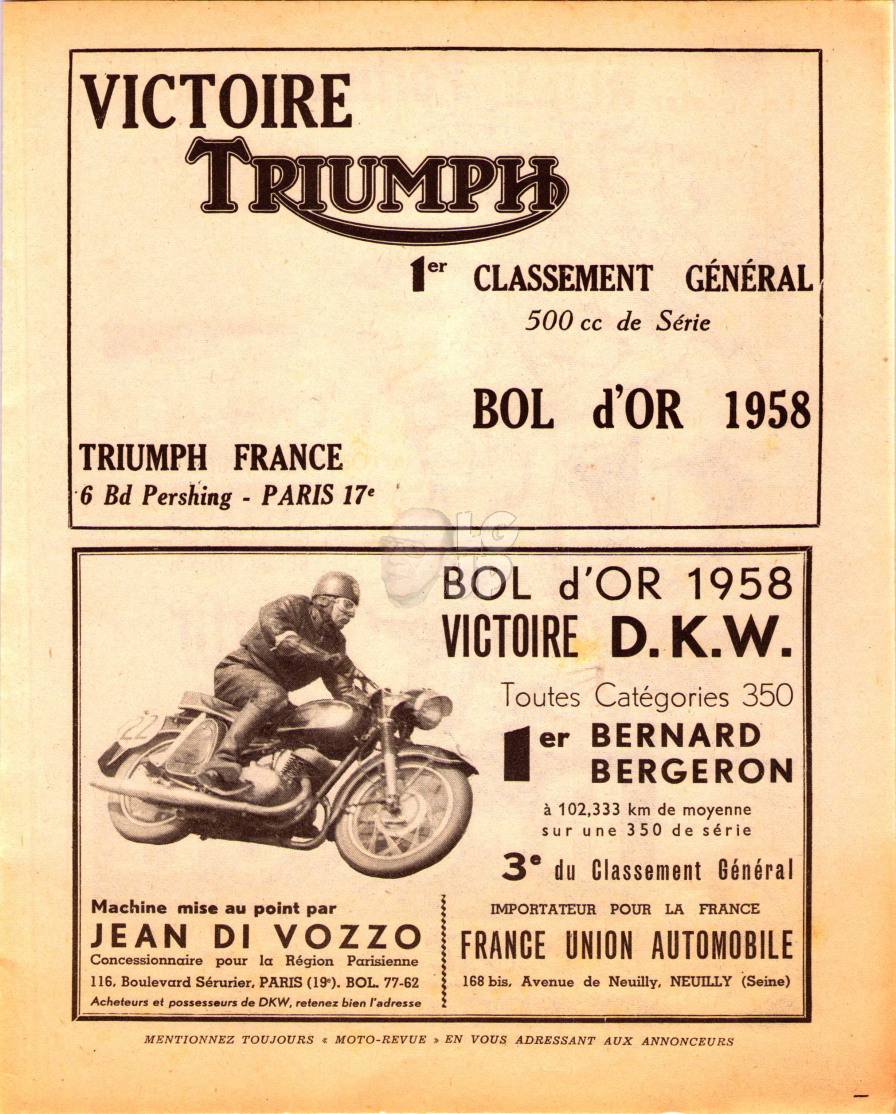 VICTOIRE
TRIUMPH
1er CLASSEMENT GÉNÉRAL
500 cc de Série
BOL d'OR 1958
TRIUMPH FRANCE
6 Bd Pershing - PARIS 17e
BOL d'OR 1958
VICTOIRE D.K.W.
Toutes Catégories 350
1er BERNARD
BERGERON
à 102,333 km de moyenne
sur une 350 de série
3e du Classement Général
22
Machine mise au point par
JEAN DI VOZZO
Concessionnaire pour la Région Parisienne
116, Boulevard Sérurier, PARIS (19e). BOL. 77-62
Acheteurs et possesseurs de DKW, retenez bien l'adresse
IMPORTATEUR POUR LA FRANCE
FRANCE UNION AUTOMOBILE
168 bis, Avenue de Neuilly, NEUILLY (Seine)
MENTIONNEZ TOUJOURS « MOTO-REVUE » EN VOUS ADRESSANT AUX ANNONCEURS